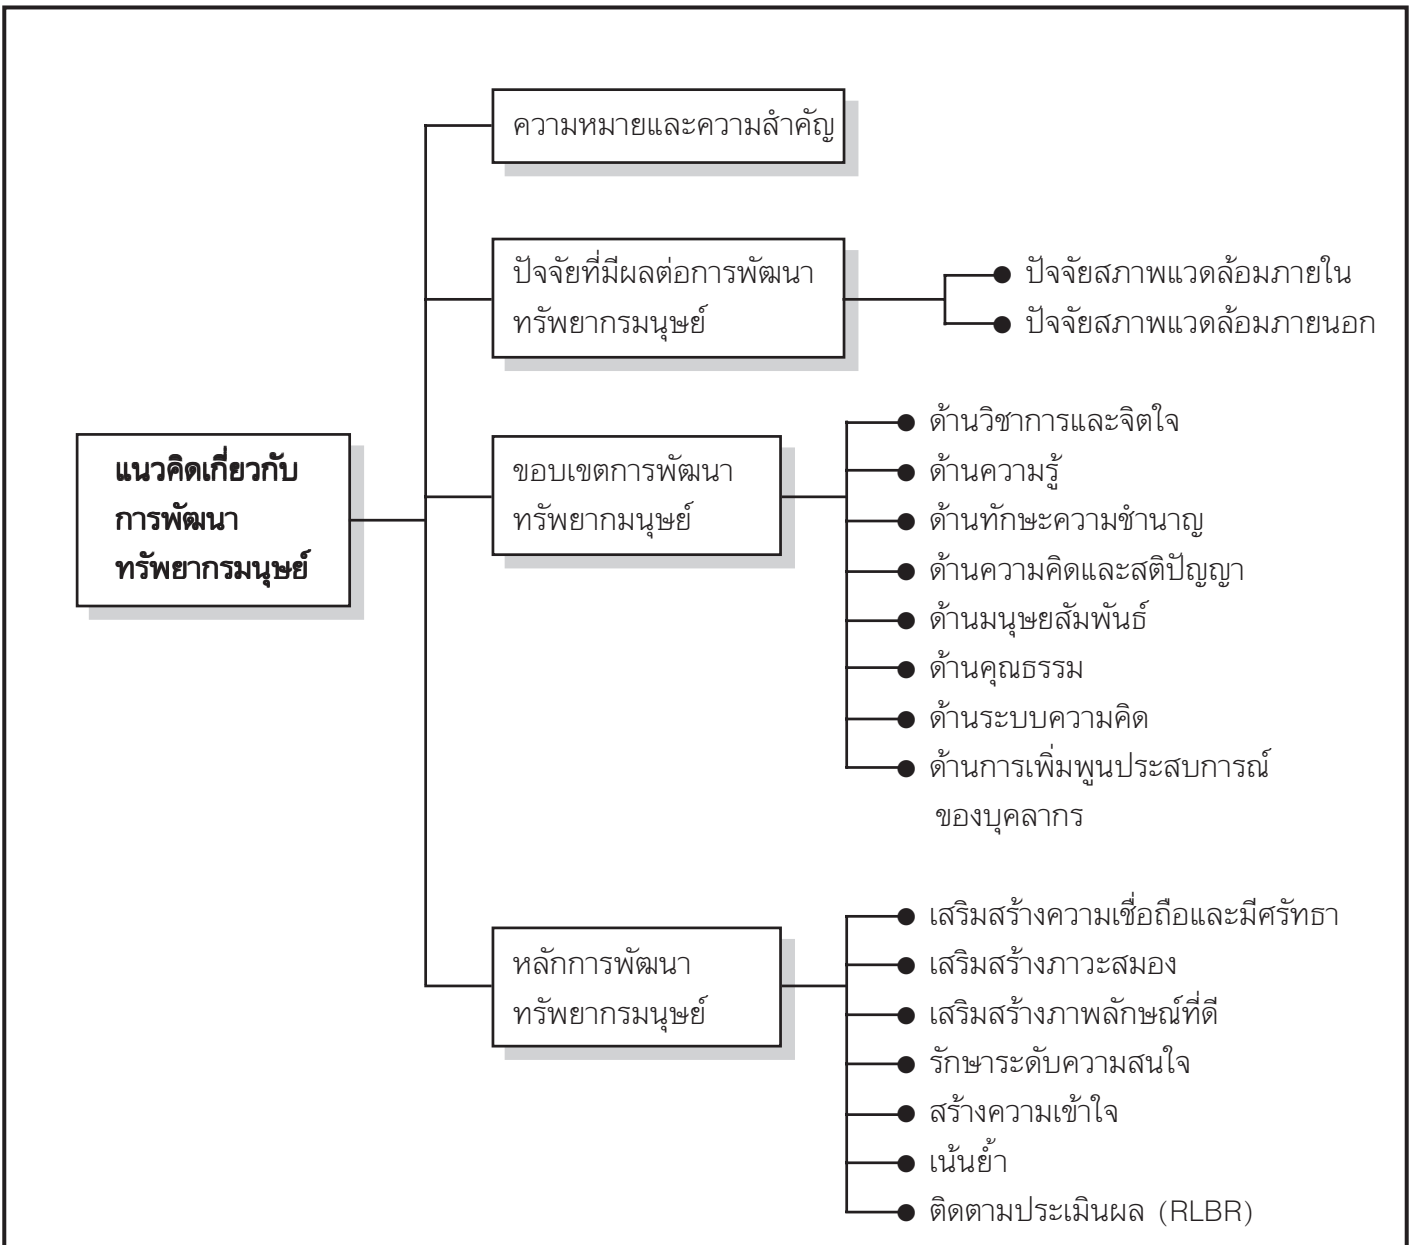 ความหมายและความสำคัญ
ปัจจัยที่มีผลต่อการพัฒนา
ทรัพยากรมนุษย์
ปัจจัยสภาพแวดล้อมภายใน
ปัจจัยสภาพแวดล้อมภายนอก
แนวคิดเกี่ยวกับ
การพัฒนา
ทรัพยากรมนุษย์
ขอบเขตการพัฒนา
ทรัพยากมนุษย์
ด้านวิชาการและจิตใจ
ด้านความรู้
ด้านทักษะความชำนาญ
ด้านความคิดและสติปัญญา
ด้านมนุษยสัมพันธ์
ด้านคุณธรรม
ด้านระบบความคิด
ด้านการเพิ่มพูนประสบการณ์
ของบุคลากร
หลักการพัฒนา
ทรัพยากรมนุษย์
เสริมสร้างความเชื่อถือและมีศรัทธา
เสริมสร้างภาวะสมอง
เสริมสร้างภาพลักษณ์ที่ดี
รักษาระดับความสนใจ
สร้างความเข้าใจ
เน้นย้ำ
ติดตามประเมินผล (RLBR)